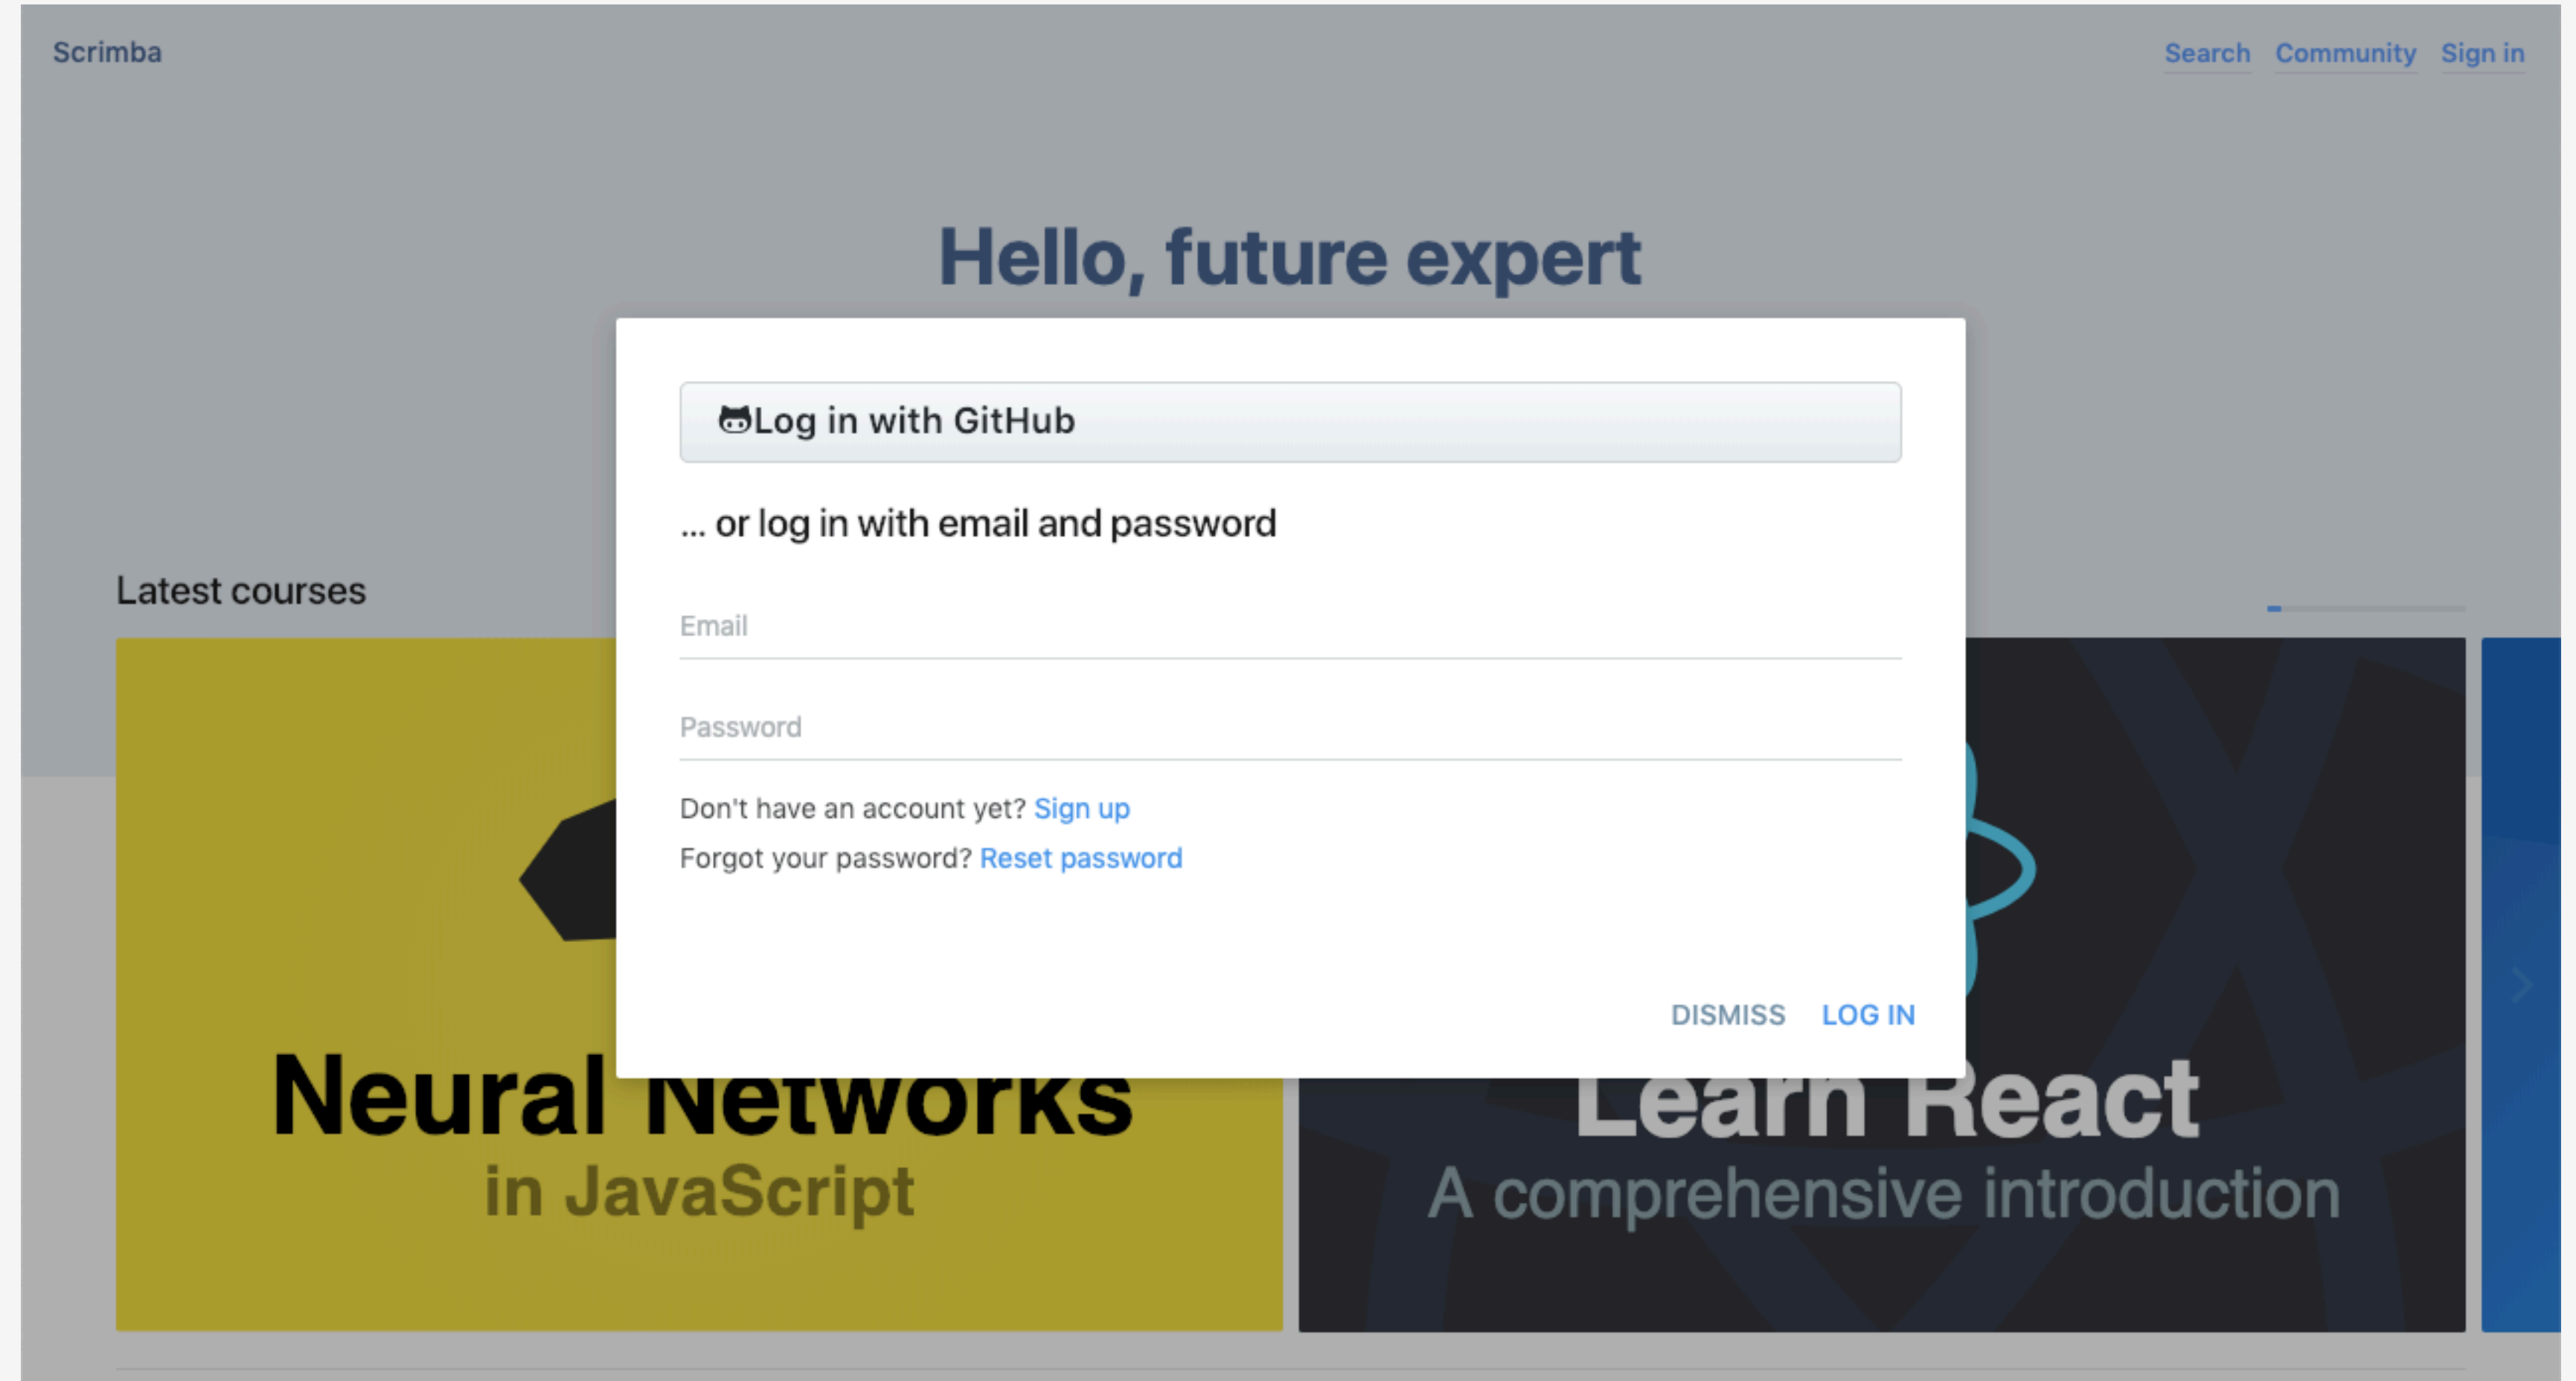 Scrimba
Search Community Sign in
Hello, future expert
Log in with GitHub
... or log in with email and password
Email
Password
Don't have an account yet? Sign up
Forgot your password? Reset password
DISMISS LOG IN
Latest courses
Neural Networks
in JavaScript
Learn React
A comprehensive introduction